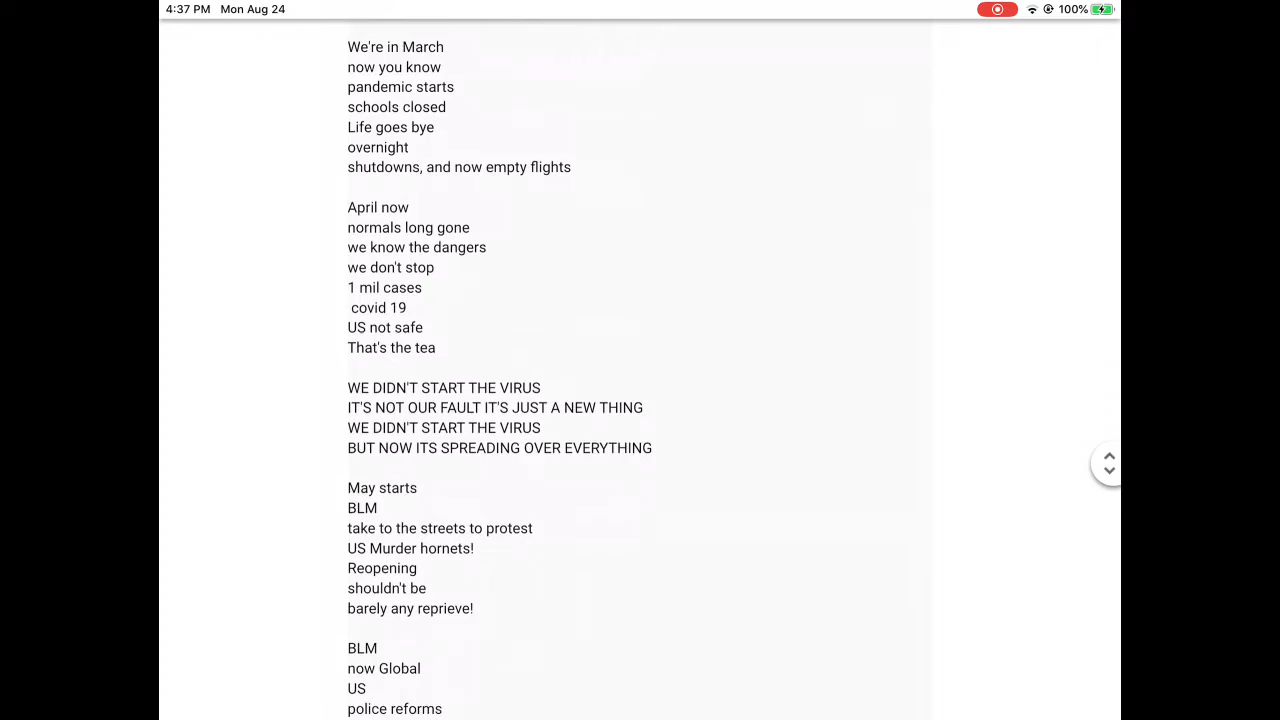 4:37 PM Mon Aug 24 100%
We're in March
now you know
pandemic starts
schools closed
Life goes bye
overnight
shutdowns, and now empty flights
April now
normals long gone
we know the dangers
we don't stop
1 mil cases
covid 19
US not safe
That's the tea
WE DIDN'T START THE VIRUS
IT'S NOT OUR FAULT IT'S JUST A NEW THING
WE DIDN'T START THE VIRUS
BUT NOW ITS SPREADING OVER EVERYTHING
May starts
BLM
take to the streets to protest
US Murder hornets!
Reopening
shouldn't be
barely any reprieve!
BLM
now Global
US
police reforms